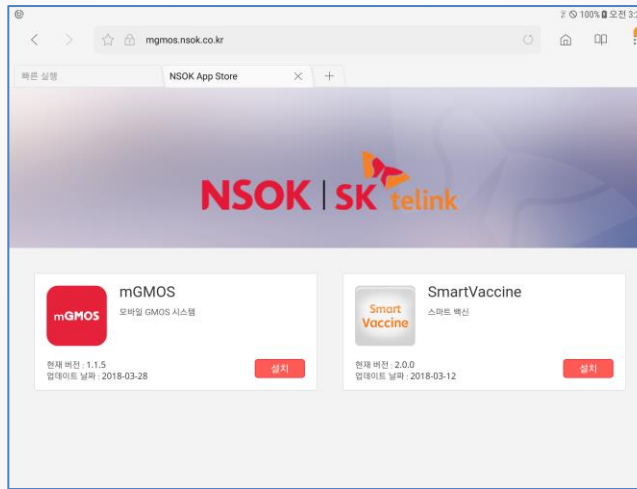 100% 오전 3:
mgmos.nsok.co.kr
빠른 실행
NSOK App Store
NSOK | SK telink
mGMOS
mGMOS
모바일 GMOS 시스템
현재 버전 : 1.1.5
업데이트 날짜 : 2018-03-28
설치
Smart
Vaccine
SmartVaccine
스마트 백신
현재 버전 : 2.0.0
업데이트 날짜 : 2018-03-12
설치